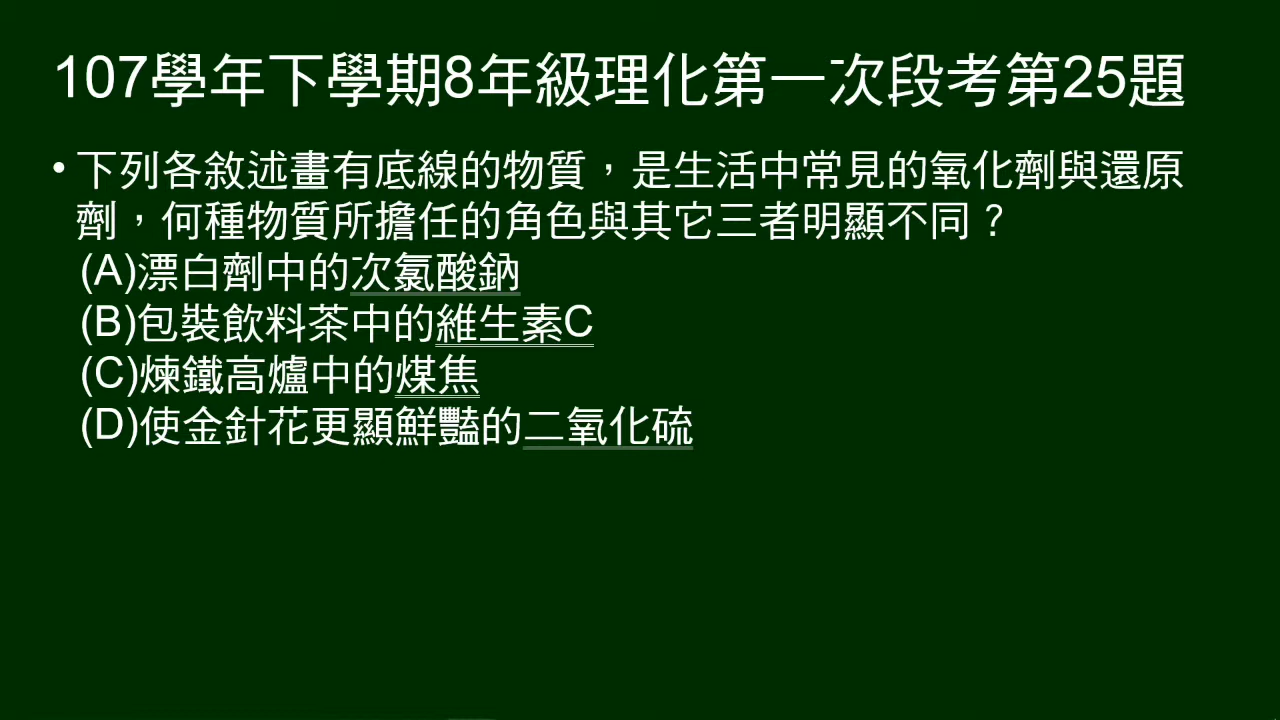 107學年下學期8年級理化第一次段考第25題
•下列各敘述畫有底線的物質，是生活中常見的氧化劑與還原
劑，何種物質所擔任的角色與其它三者明顯不同？
(A)漂白劑中的次氯酸鈉
(B)包裝飲料茶中的維生素C
(C)煉鐵高爐中的煤焦
(D)使金針花更顯鮮豔的二氧化硫